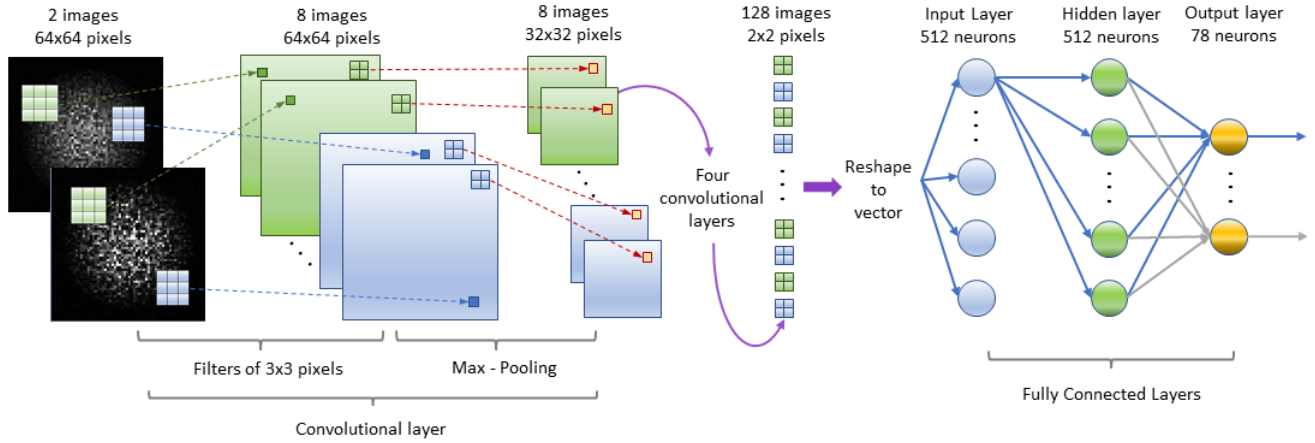 2 images
64x64 pixels
8 images
64x64 pixels
8 images
32x32 pixels
128 images
2x2 pixels
Input Layer
512 neurons
Hidden layer
512 neurons
Output layer
78 neurons
Four
convolutional
layers
Reshape
to
vector
Filters of 3x3 pixels
Max - Pooling
Convolutional layer
Fully Connected Layers